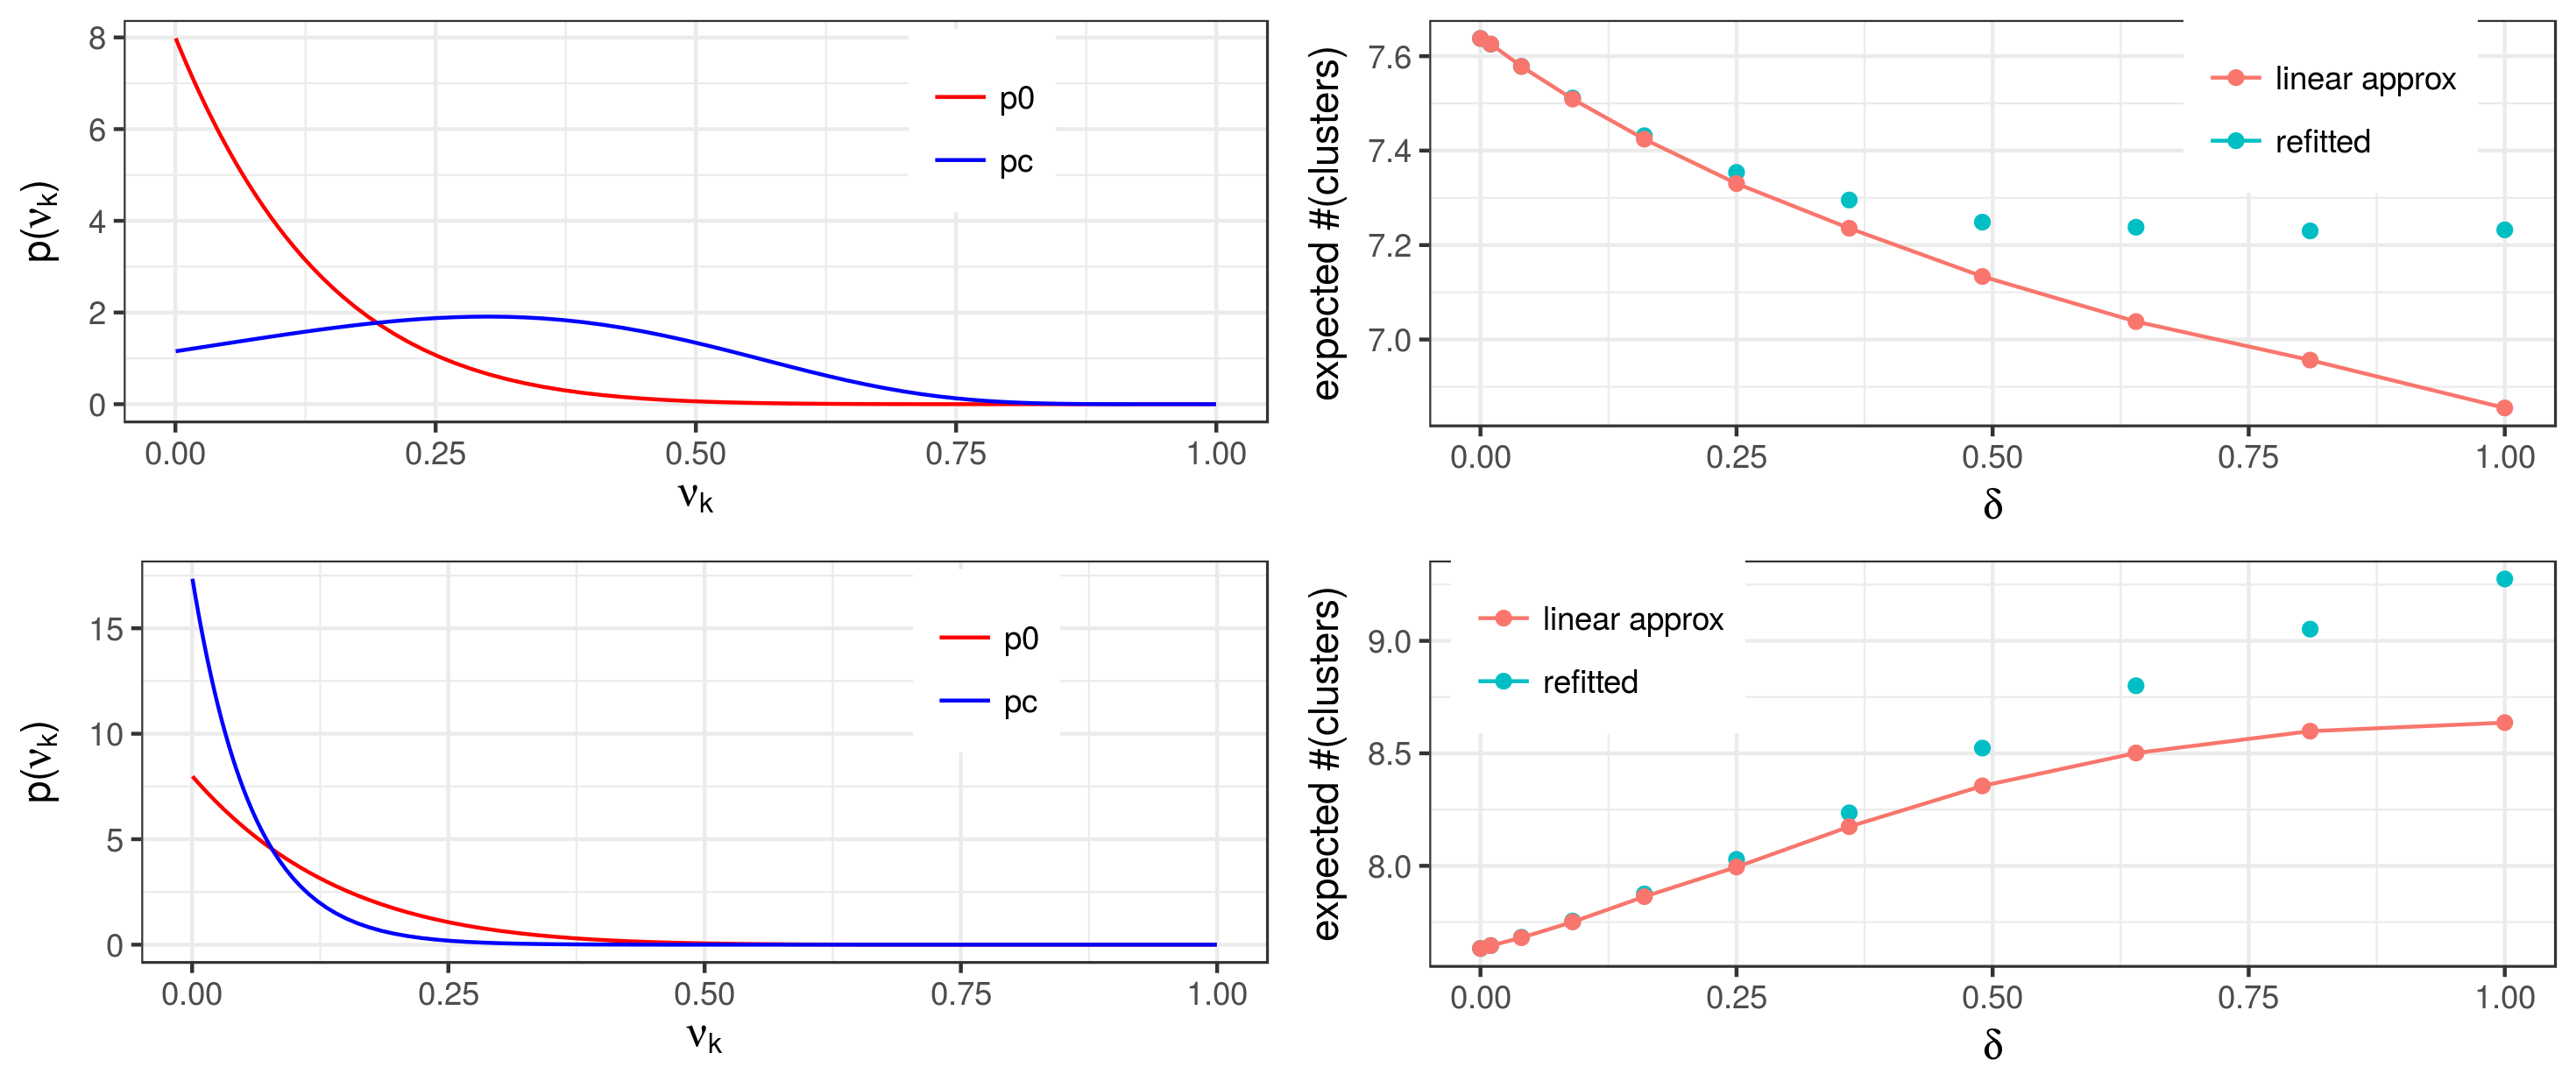 8
6
4
2
0
p(νk)
p0
pc
0.00 0.25 0.50 0.75 1.00
νk
7.6
7.4
7.2
7.0
expected #(clusters)
linear approx
refitted
0.00 0.25 0.50 0.75 1.00
δ
15
10
5
0
p(νk)
p0
pc
0.00 0.25 0.50 0.75 1.00
νk
9.0
8.5
8.0
expected #(clusters)
linear approx
refitted
0.00 0.25 0.50 0.75 1.00
δ